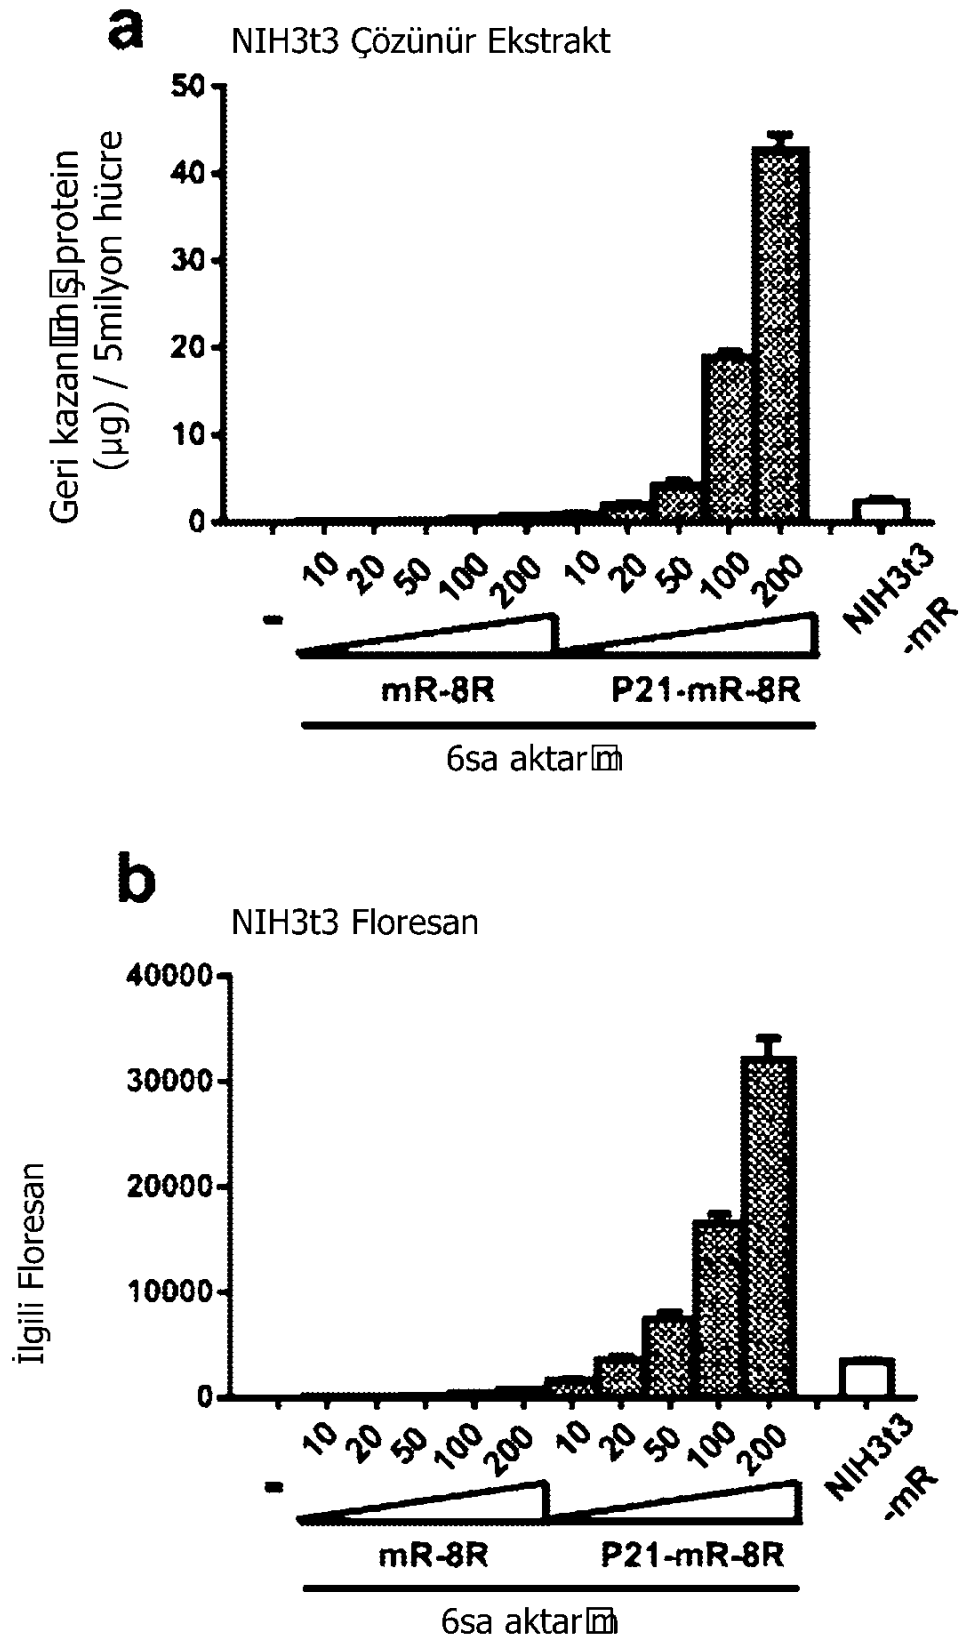 a
NIH3t3 Çözünür Ekstrakt
Geri kazanımış protein
(µg) / 5milyon hücre
50
40
30
20
10
0
- 10 20 50 100 200 10 20 50 100 200 NIH3t3
-mR
mR-8R P21-mR-8R
6sa aktarım
b
NIH3t3 Floresan
İlgili Floresan
40000
30000
20000
10000
0
- 10 20 50 100 200 10 20 50 100 200 NIH3t3
-mR
mR-8R P21-mR-8R
6sa aktarım